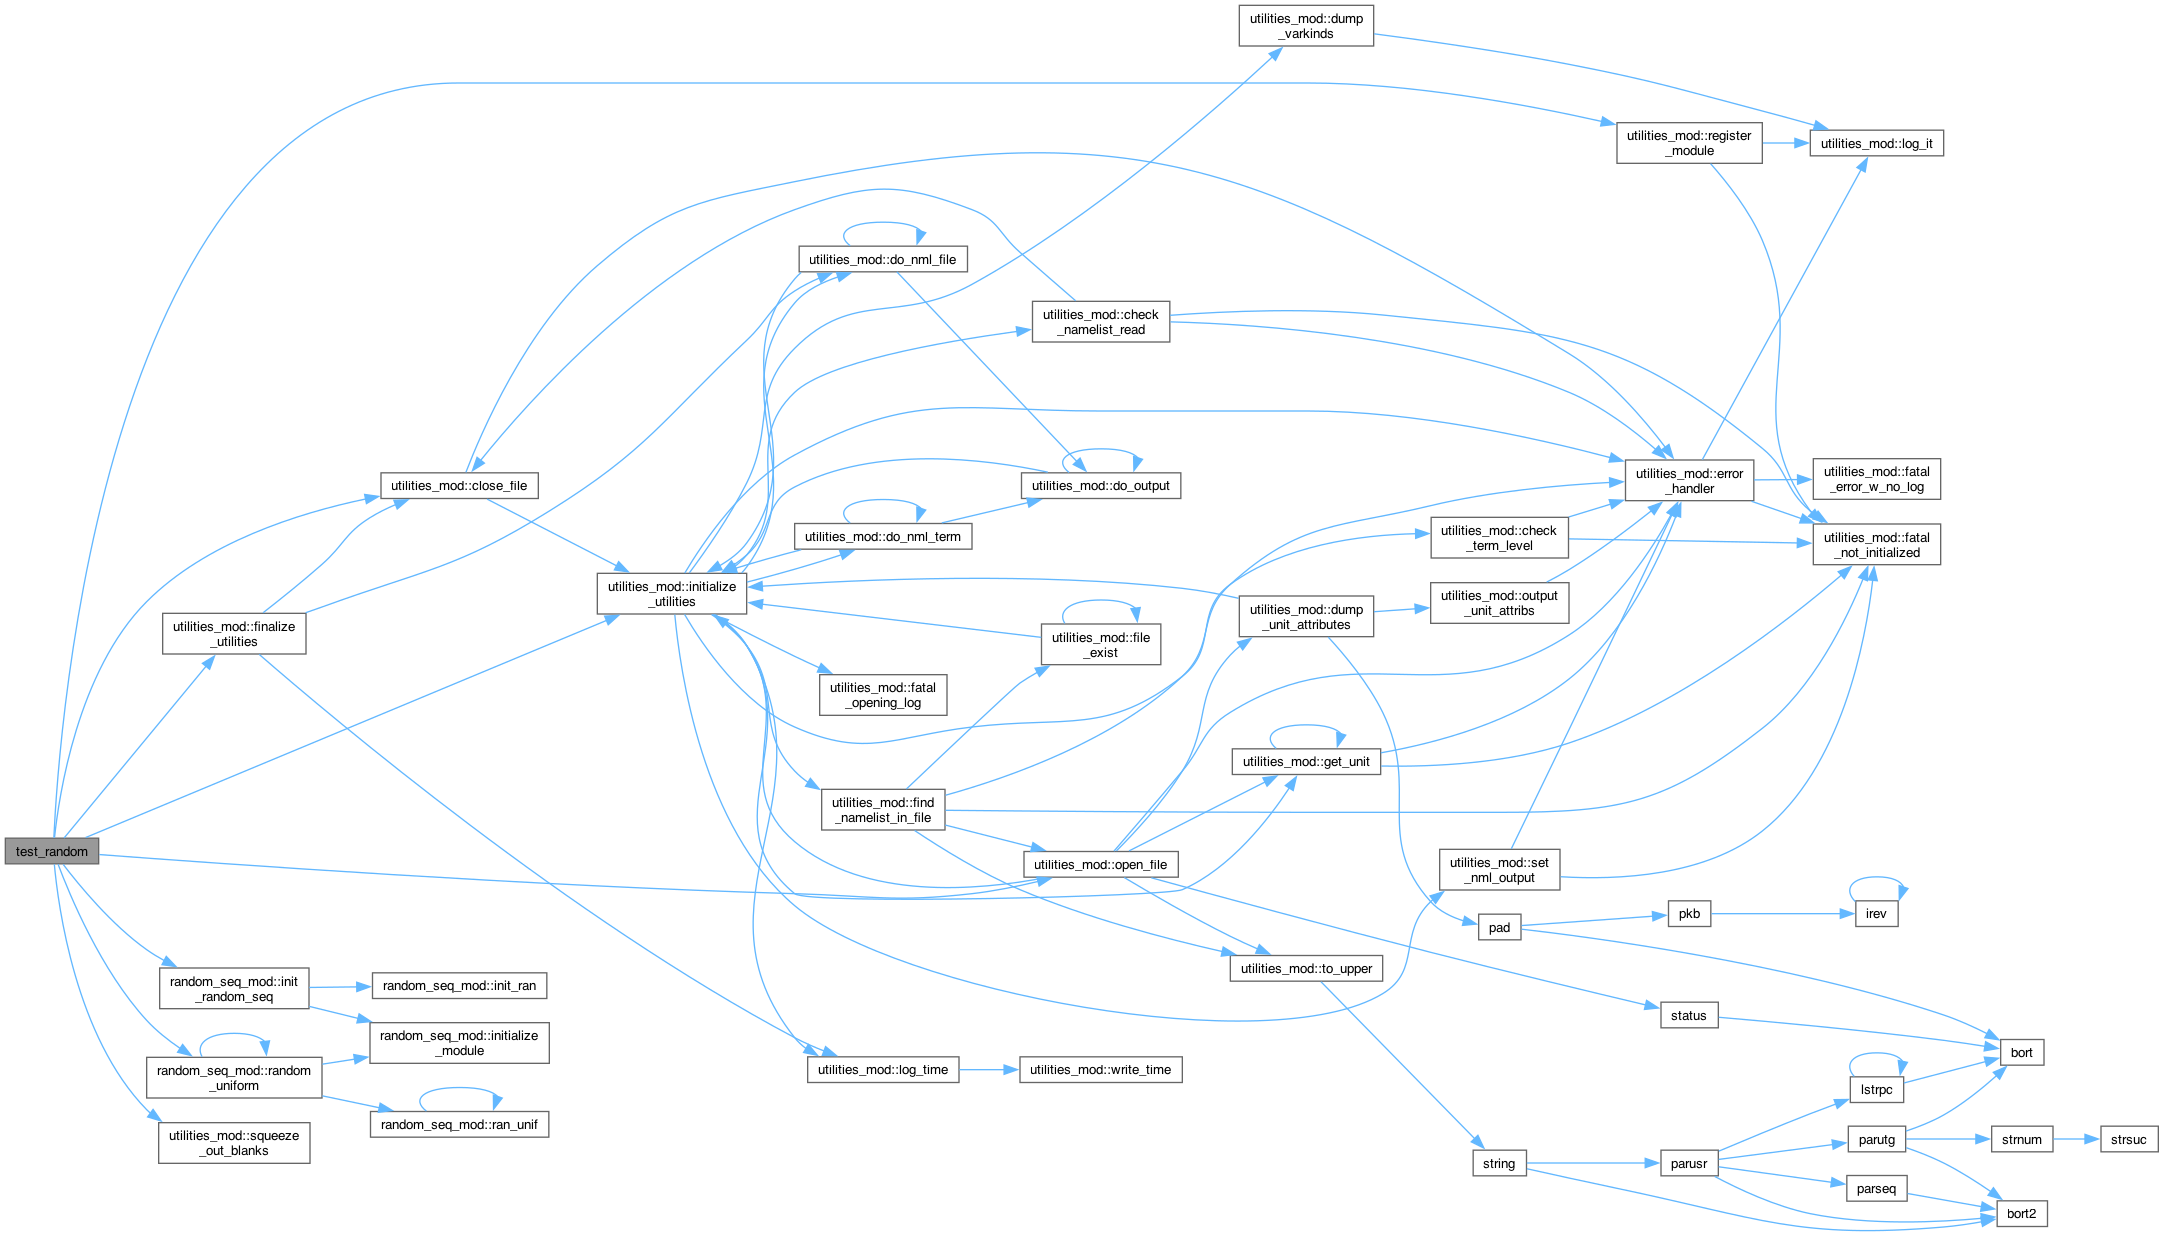 utilities_mod::dump
_varkinds
utilities_mod::register
_module
utilities_mod::log_it
utilities_mod::do_nml_file
utilities_mod::check
_namelist_read
utilities_mod::close_file
utilities_mod::do_output
utilities_mod::error
_handler
utilities_mod::fatal
_error_w_no_log
utilities_mod::do_nml_term
utilities_mod::check
_term_level
utilities_mod::fatal
_not_initialized
utilities_mod::initialize
_utilities
utilities_mod::dump
_unit_attributes
utilities_mod::output
_unit_attribs
utilities_mod::finalize
_utilities
utilities_mod::file
_exist
utilities_mod::fatal
_opening_log
utilities_mod::get_unit
utilities_mod::find
_namelist_in_file
test_random
utilities_mod::open_file
utilities_mod::set
_nml_output
pad
pkb
irev
utilities_mod::to_upper
random_seq_mod::init
_random_seq
random_seq_mod::init_ran
status
random_seq_mod::initialize
_module
bort
random_seq_mod::random
_uniform
utilities_mod::log_time
utilities_mod::write_time
lstrpc
random_seq_mod::ran_unif
utilities_mod::squeeze
_out_blanks
parutg
strnum
strsuc
string
parusr
parseq
bort2